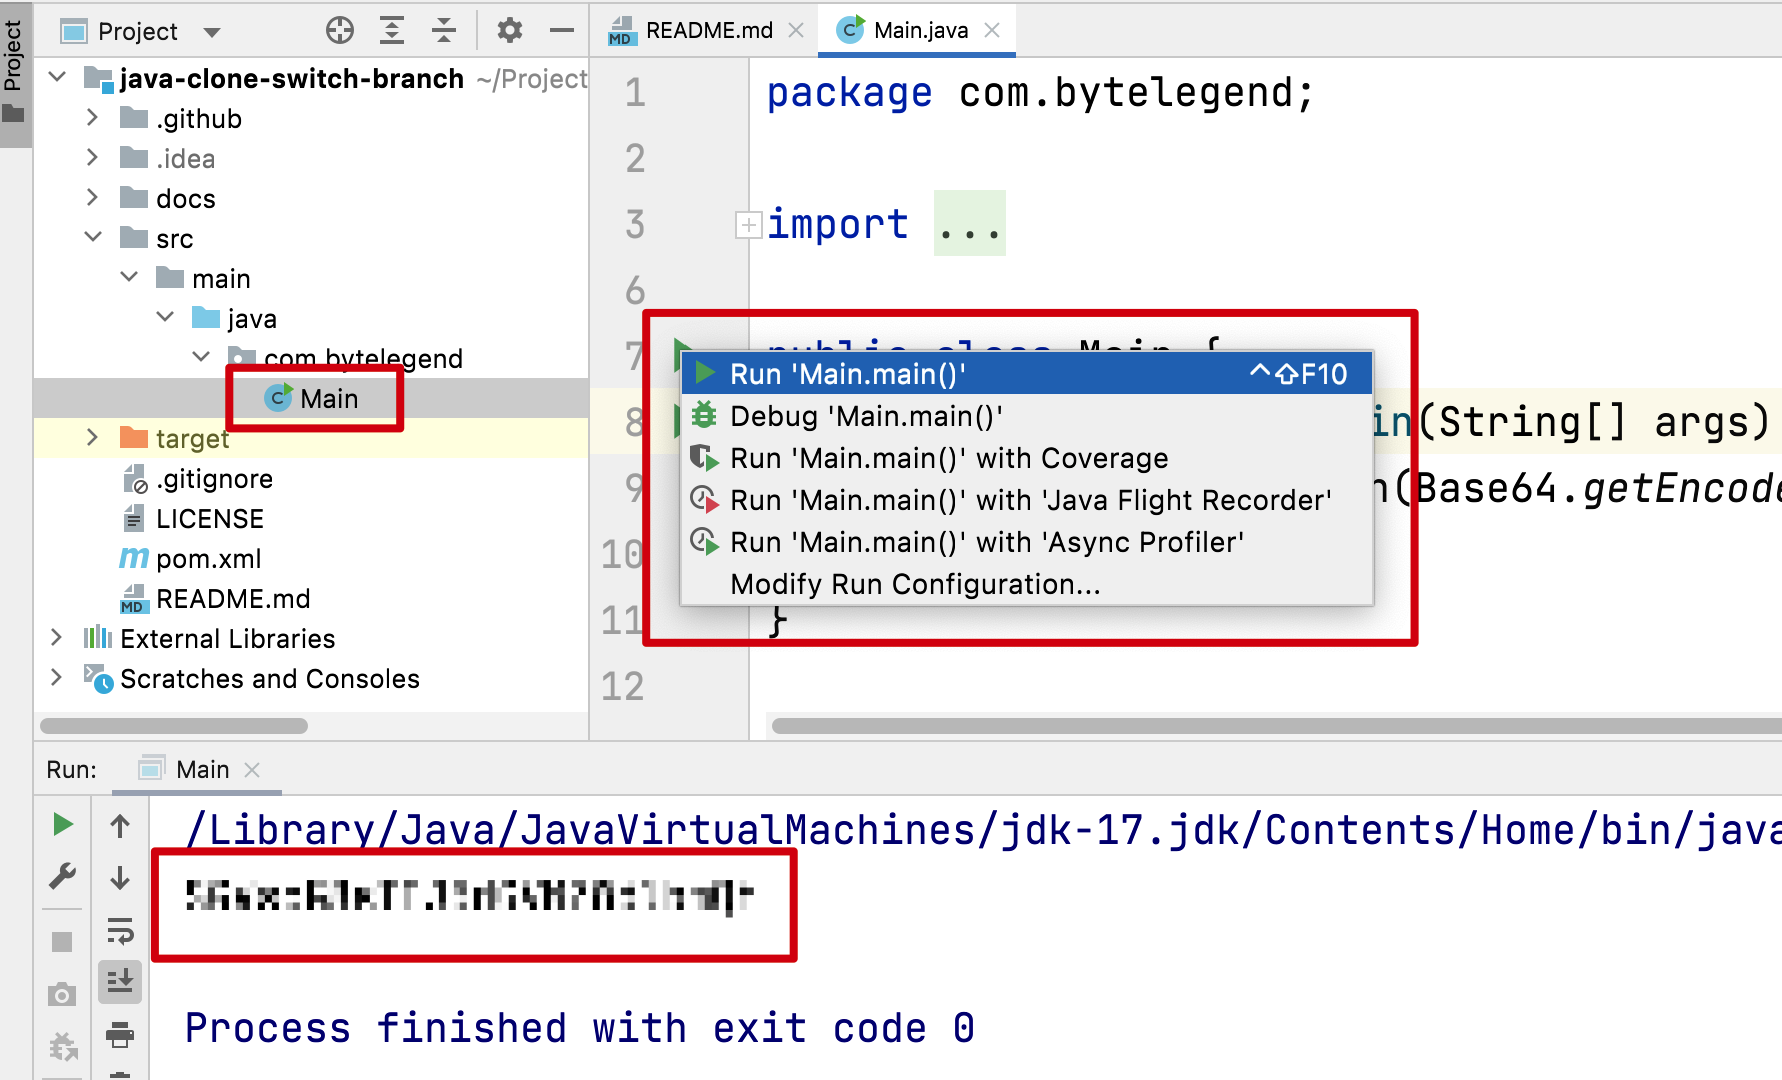 Project
Project
java-clone-switch-branch ~/Project
.github
.idea
docs
src
main
java
com.bytelegend
Main
target
.gitignore
LICENSE
pom.xml
README.md
External Libraries
Scratches and Consoles
README.md
Main.java
1 package com.bytelegend;
2
3 import ...
6
7 public class Main {
Run 'Main.main()' ^⇧F10
Debug 'Main.main()'
8 in(String[] args)
Run 'Main.main()' with Coverage
9 n(Base64.getEncode
Run 'Main.main()' with 'Java Flight Recorder'
10
Run 'Main.main()' with 'Async Profiler'
Modify Run Configuration...
11 }
12
Run: Main
/Library/Java/JavaVirtualMachines/jdk-17.jdk/Contents/Home/bin/java
Process finished with exit code 0